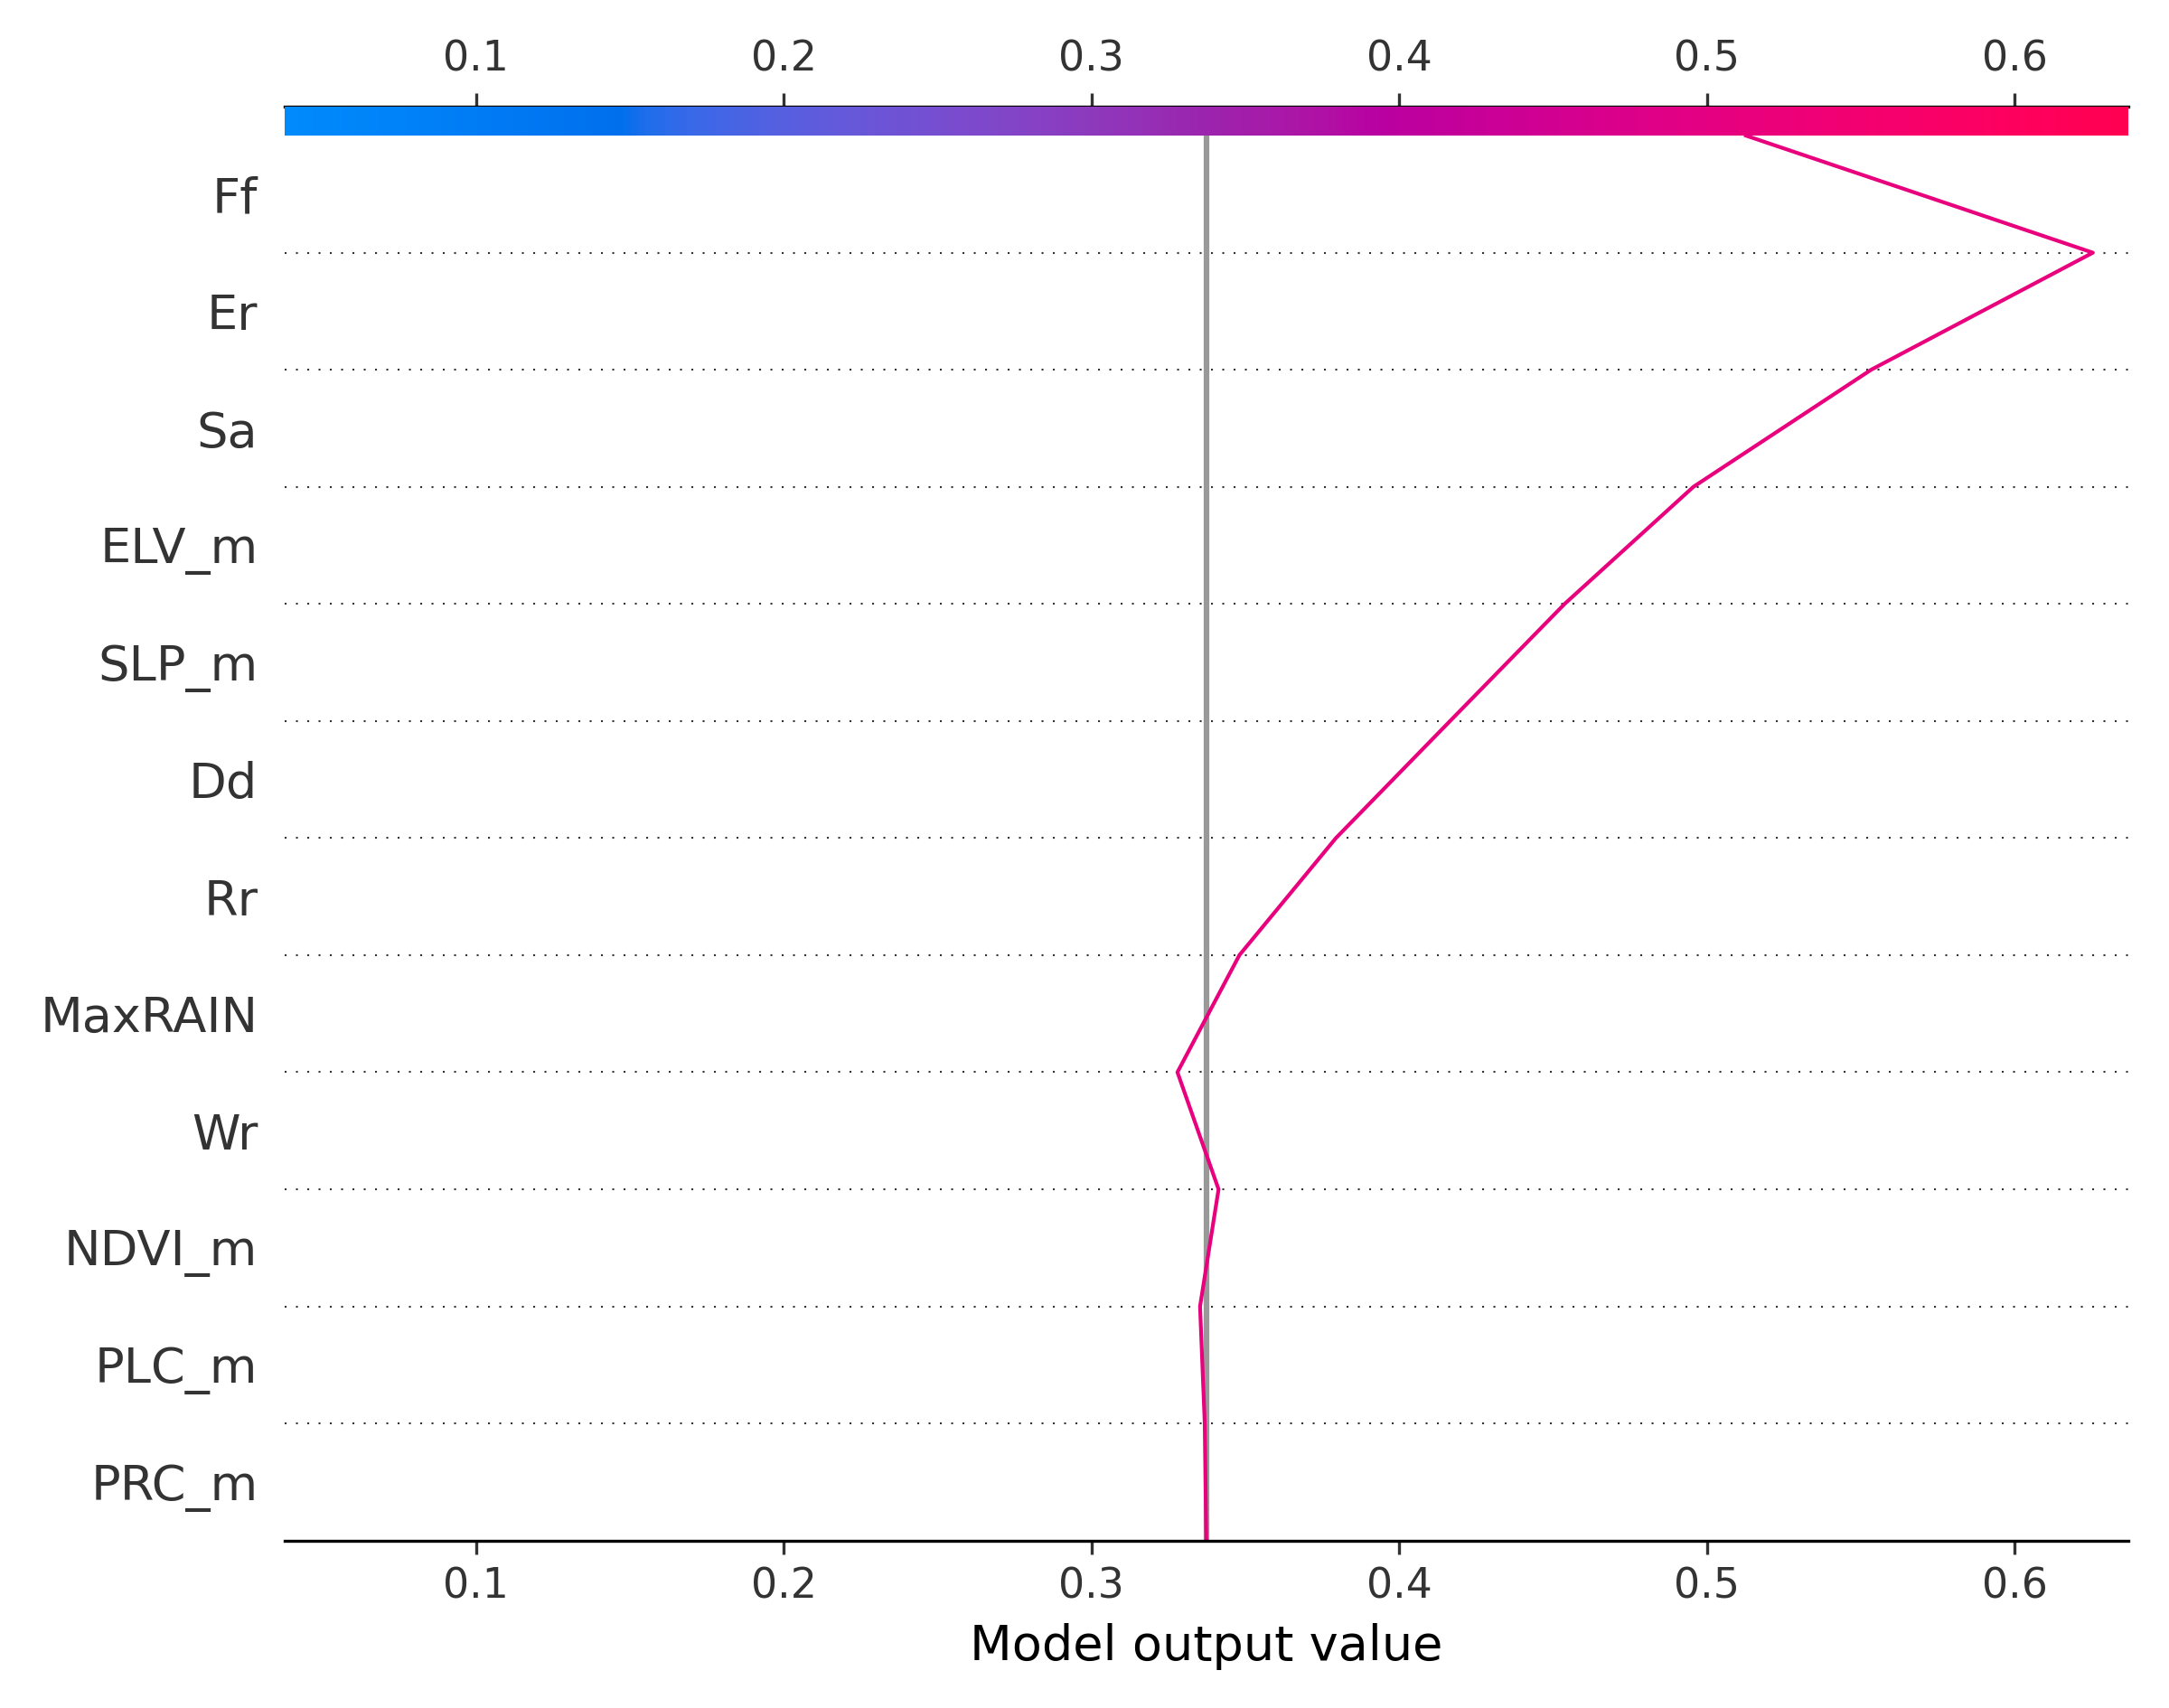 0.1 0.2 0.3 0.4 0.5 0.6
Ff
Er
Sa
ELV_m
SLP_m
Dd
Rr
MaxRAIN
Wr
NDVI_m
PLC_m
PRC_m
0.1 0.2 0.3 0.4 0.5 0.6
Model output value